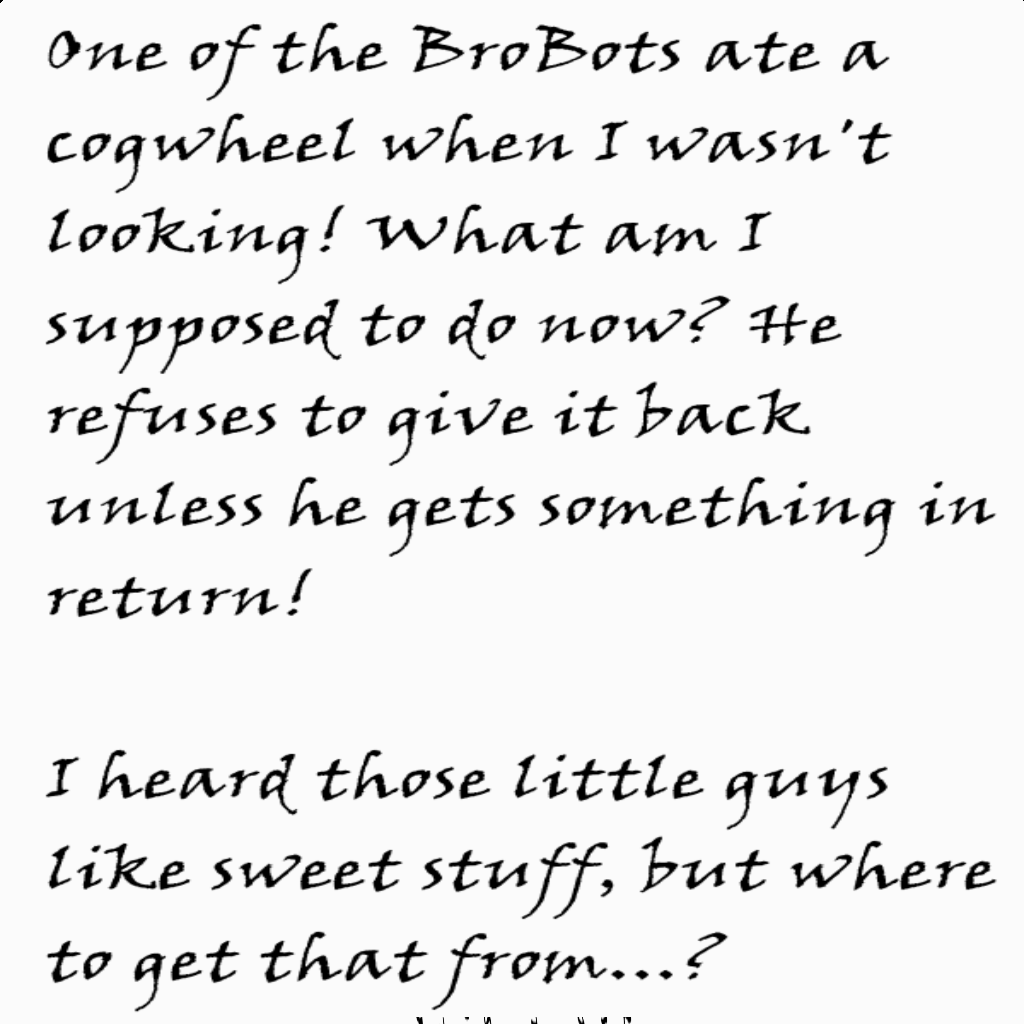 One of the BroBots ate a
cogwheel when I wasn't
looking! What am I
supposed to do now? He
refuses to give it back
unless he gets something in
return!
I heard those little guys
like sweet stuff, but where
to get that from...?